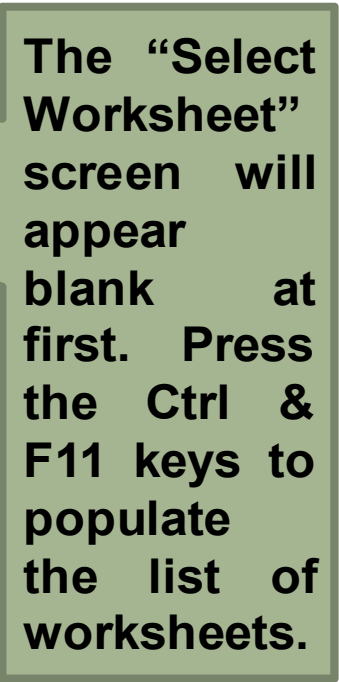 The “Select
Worksheet”
screen will
appear
blank at
first. Press
the Ctrl &
F11 keys to
populate
the list of
worksheets.